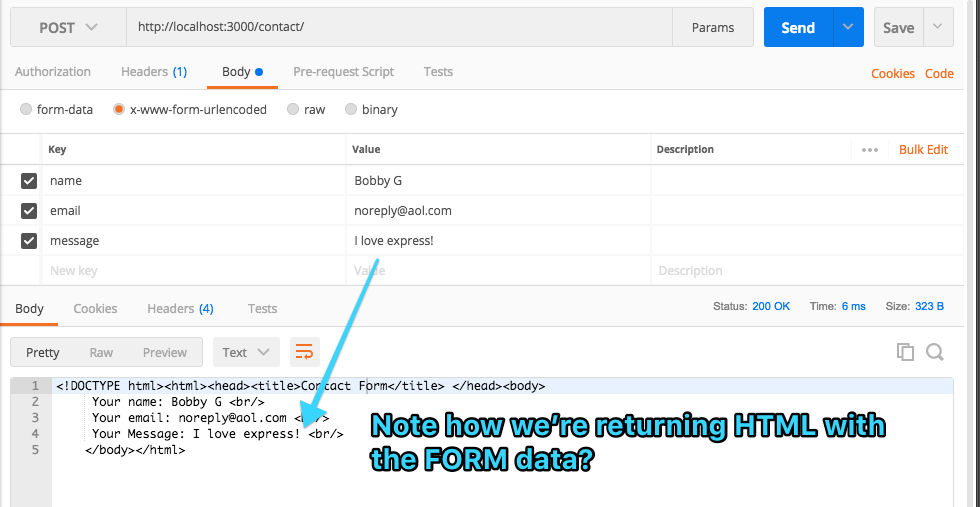 POST http://localhost:3000/contact/ Params Send Save
Authorization Headers (1) Body Pre-request Script Tests Cookies Code
form-data x-www-form-urlencoded raw binary
Key Value Description ••• Bulk Edit
name Bobby G
email noreply@aol.com
message I love express!
New key Value Description
Body Cookies Headers (4) Tests Status: 200 OK Time: 6 ms Size: 323 B
Pretty Raw Preview Text
1 <!DOCTYPE html><html><head><title>Contact Form</title> </head><body>
2 Your name: Bobby G <br/>
3 Your email: noreply@aol.com <br/>
4 Your Message: I love express! <br/>
5 </body></html>
Note how we're returning HTML with
the FORM data?